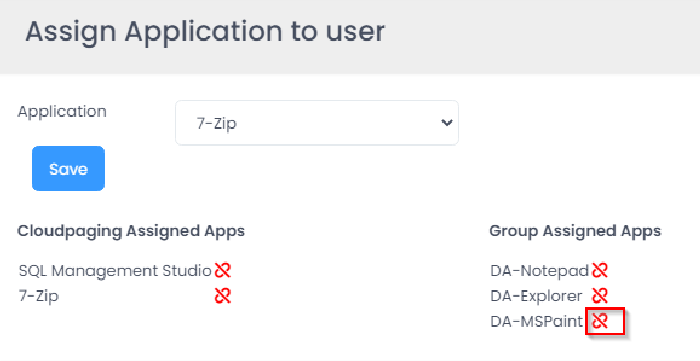 Assign Application to user
Application
7-Zip
Save
Cloudpaging Assigned Apps
SQL Management Studio
7-Zip
Group Assigned Apps
DA-Notepad
DA-Explorer
DA-MSPaint